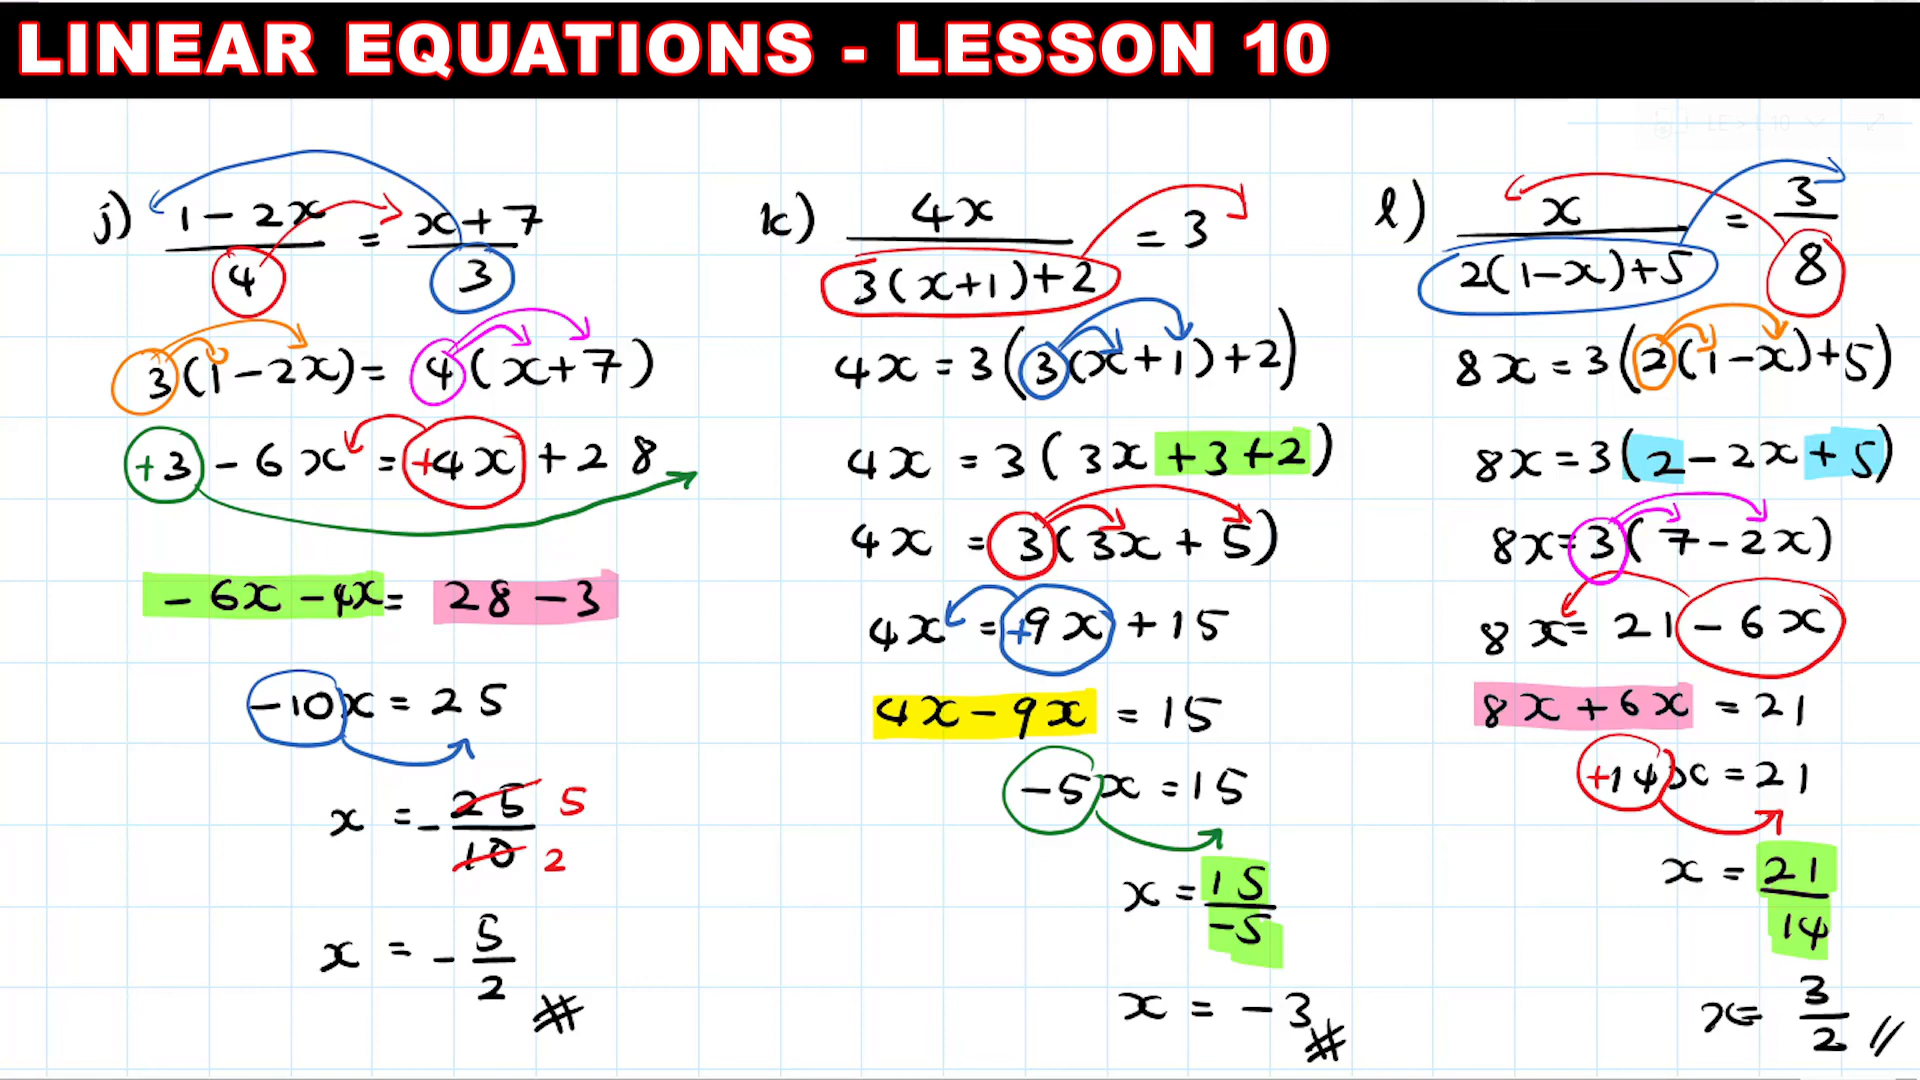 LINEAR EQUATIONS - LESSON 10
j) (1 - 2x)/4 = (x + 7)/3
3(1 - 2x) = 4(x + 7)
+3 - 6x = +4x + 28
-6x - 4x = 28 - 3
-10x = 25
x = - 25/10 5/2
x = - 5/2 #
k) 4x/(3(x+1)+2) = 3
4x = 3(3(x+1)+2)
4x = 3(3x +3+2)
4x = 3(3x + 5)
4x = +9x + 15
4x - 9x = 15
-5x = 15
x = 15/-5
x = -3 #
l) x/(2(1-x)+5) = 3/8
8x = 3(2(1-x)+5)
8x = 3(2 - 2x + 5)
8x = 3(7 - 2x)
8x = 21 - 6x
8x + 6x = 21
+14x = 21
x = 21/14
x = 3/2 //